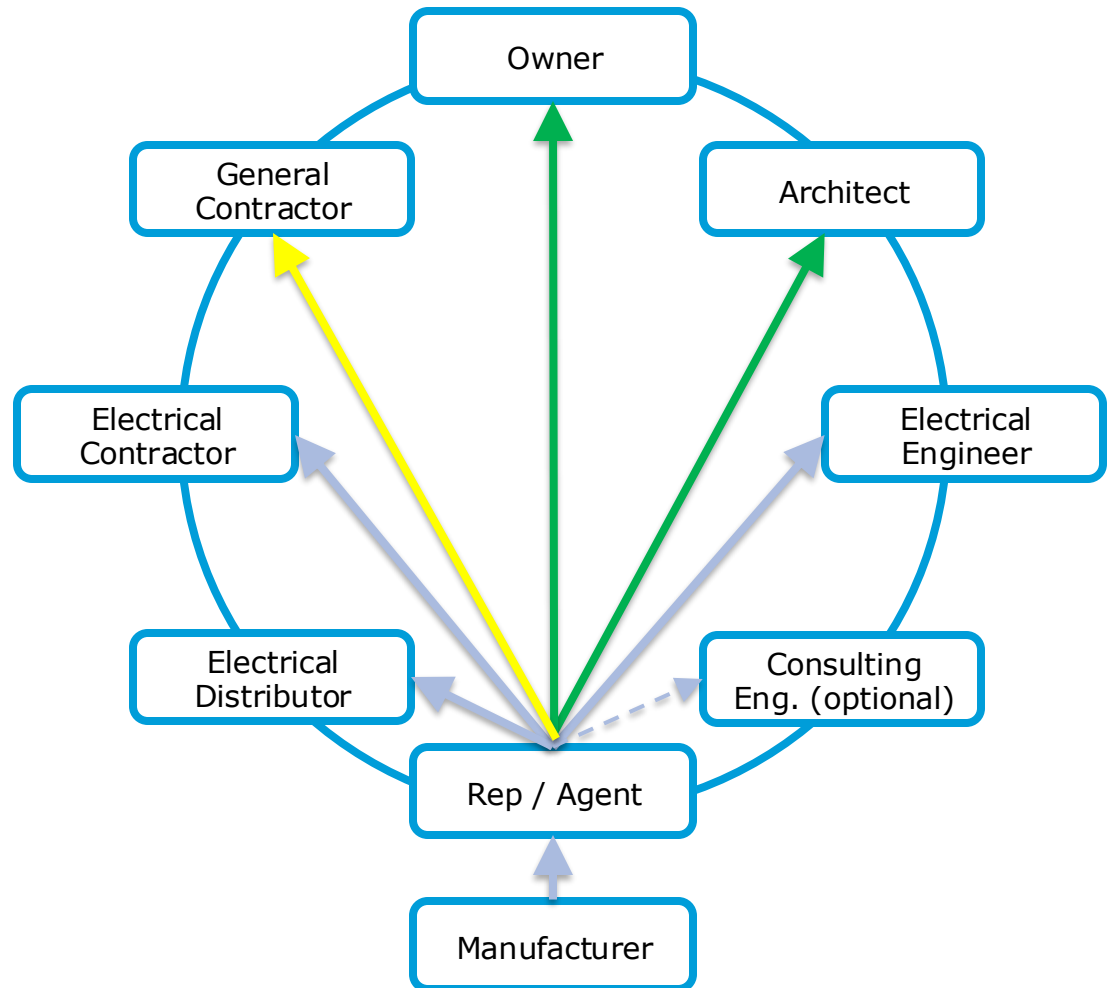 Owner
General
Contractor
Architect
Electrical
Contractor
Electrical
Engineer
Electrical
Distributor
Consulting
Eng. (optional)
Rep / Agent
Manufacturer